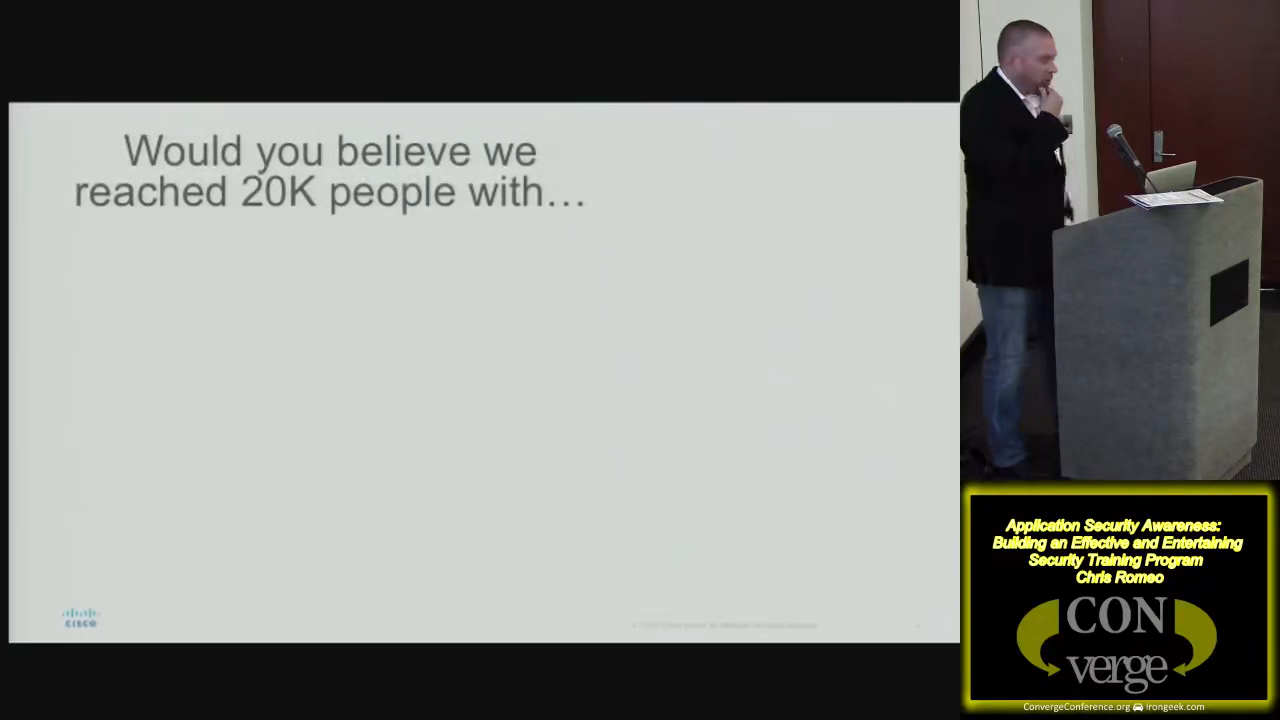 Would you believe we
reached 20K people with…
CISCO
Application Security Awareness:
Building an Effective and Entertaining
Security Training Program
Chris Romeo
CON
verge
ConvergeConference.org irongeek.com